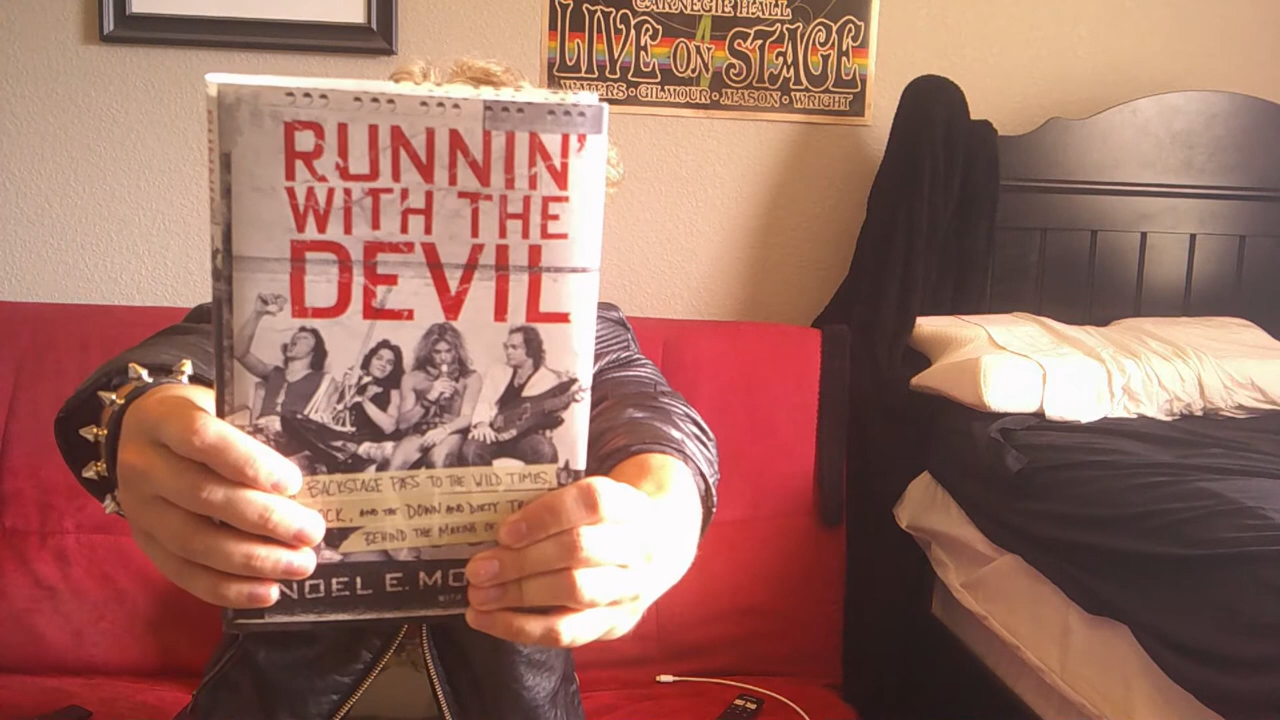 CARNEGIE HALL
LIVE ON STAGE
WATERS • GILMOUR • MASON • WRIGHT
RUNNIN'
WITH THE
DEVIL
BACKSTAGE PASS TO THE WILD TIMES,
AND THE DOWN AND DIRTY
BEHIND THE MAKING OF
NOEL E.
WITH